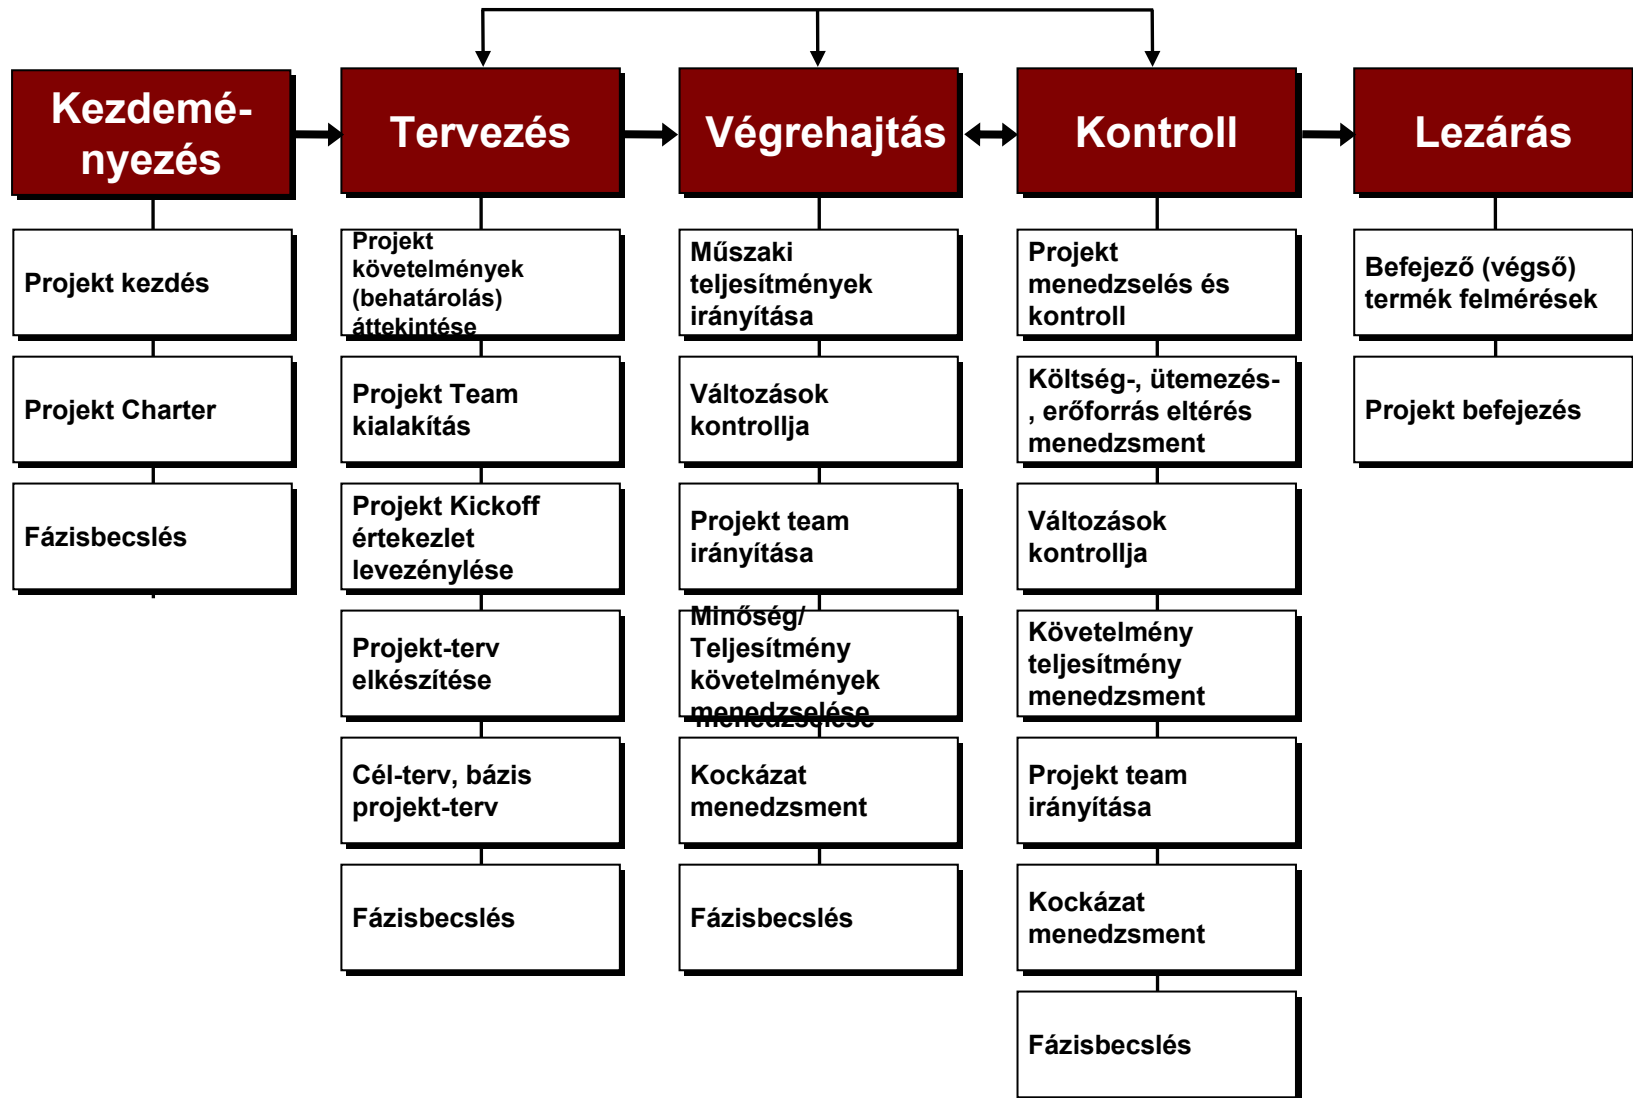 Kezdemé-
nyezés
Projekt kezdés
Projekt Charter
Fázisbecslés
Tervezés
Projekt
követelmények
(behatárolás)
áttekintése
Projekt Team
kialakítás
Projekt Kickoff
értekezlet
levezénylése
Projekt-terv
elkészítése
Cél-terv, bázis
projekt-terv
Fázisbecslés
Végrehajtás
Műszaki
teljesítmények
irányítása
Változások
kontrollja
Projekt team
irányítása
Minőség/
Teljesítmény
követelmények
menedzselése
Kockázat
menedzsment
Fázisbecslés
Kontroll
Projekt
menedzselés és
kontroll
Költség-, ütemezés-
, erőforrás eltérés
menedzsment
Változások
kontrollja
Követelmény
teljesítmény
menedzsment
Projekt team
irányítása
Kockázat
menedzsment
Fázisbecslés
Lezárás
Befejező (végső)
termék felmérések
Projekt befejezés